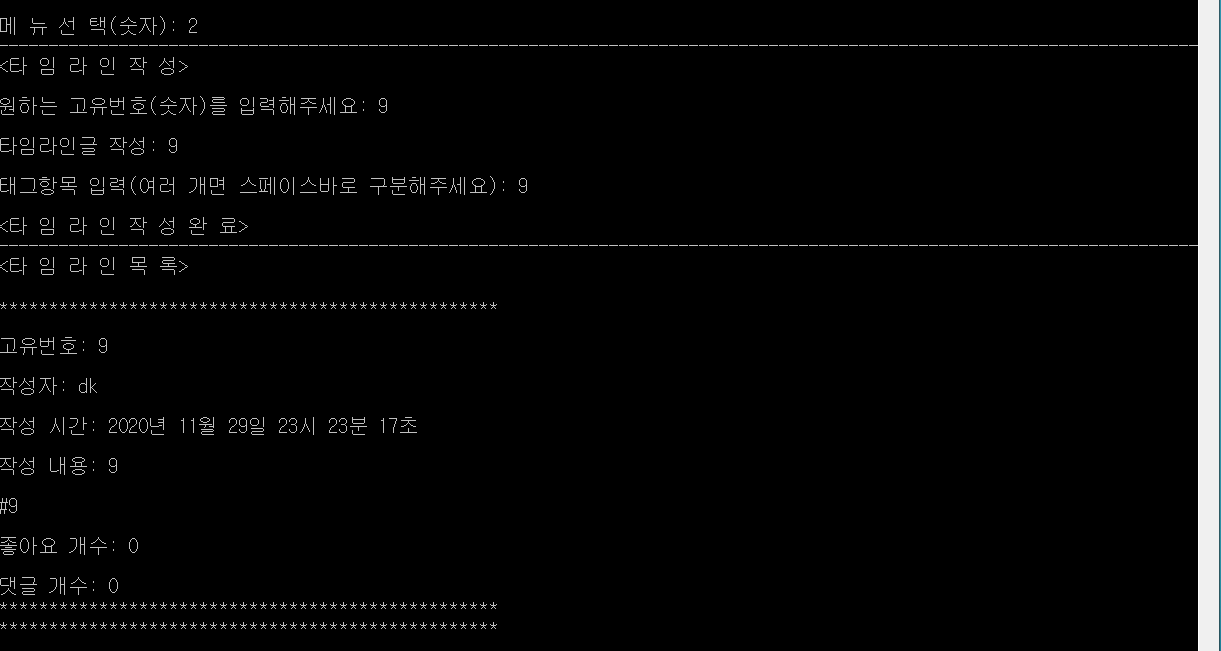 메 뉴 선 택(숫자): 2
------------------------------------------------------------------------------------------------------------------------
<타 임 라 인 작 성>
원하는 고유번호(숫자)를 입력해주세요: 9
타임라인글 작성: 9
태그항목 입력(여러 개면 스페이스바로 구분해주세요): 9
<타 임 라 인 작 성 완 료>
------------------------------------------------------------------------------------------------------------------------
<타 임 라 인 목 록>
**************************************************
고유번호: 9
작성자: dk
작성 시간: 2020년 11월 29일 23시 23분 17초
작성 내용: 9
#9
좋아요 개수: 0
댓글 개수: 0
**************************************************
**************************************************